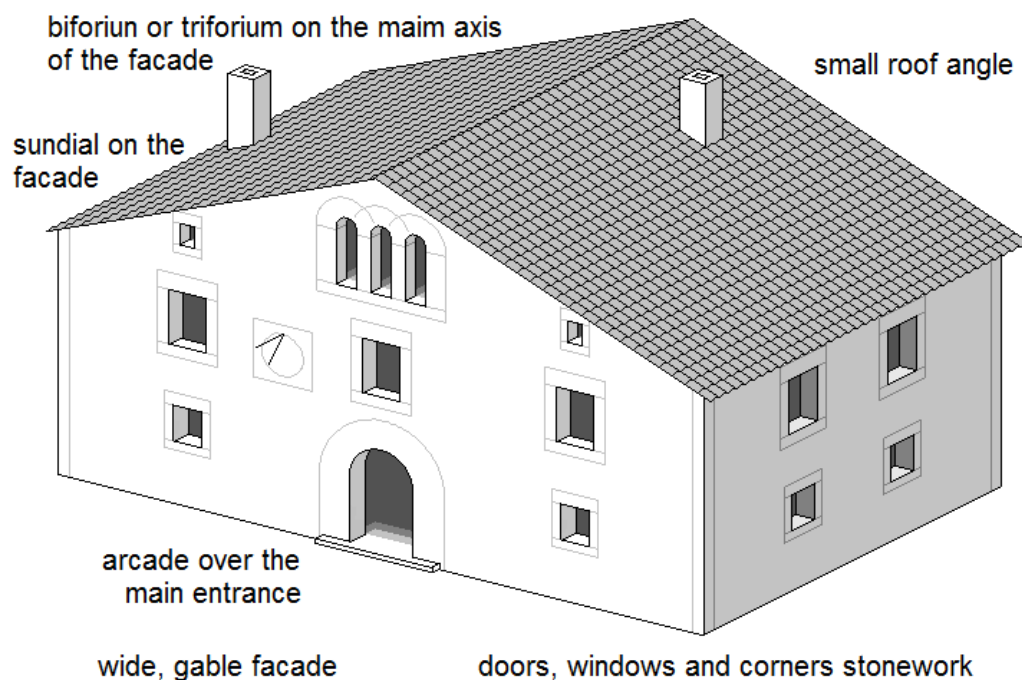 biforiun or triforium on the maim axis
of the facade
small roof angle
sundial on the
facade
arcade over the
main entrance
wide, gable facade
doors, windows and corners stonework